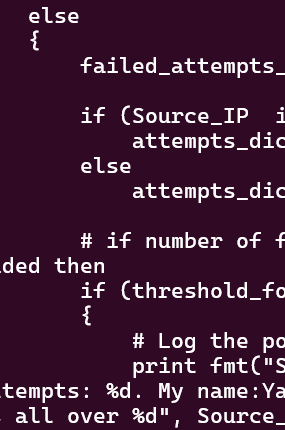 else
{
failed_attempts_
if (Source_IP i
attempts_dic
else
attempts_dic
# if number of f
ded then
if (threshold_fo
{
# Log the po
print fmt("S
tempts: %d. My name:Ya
all over %d", Source_